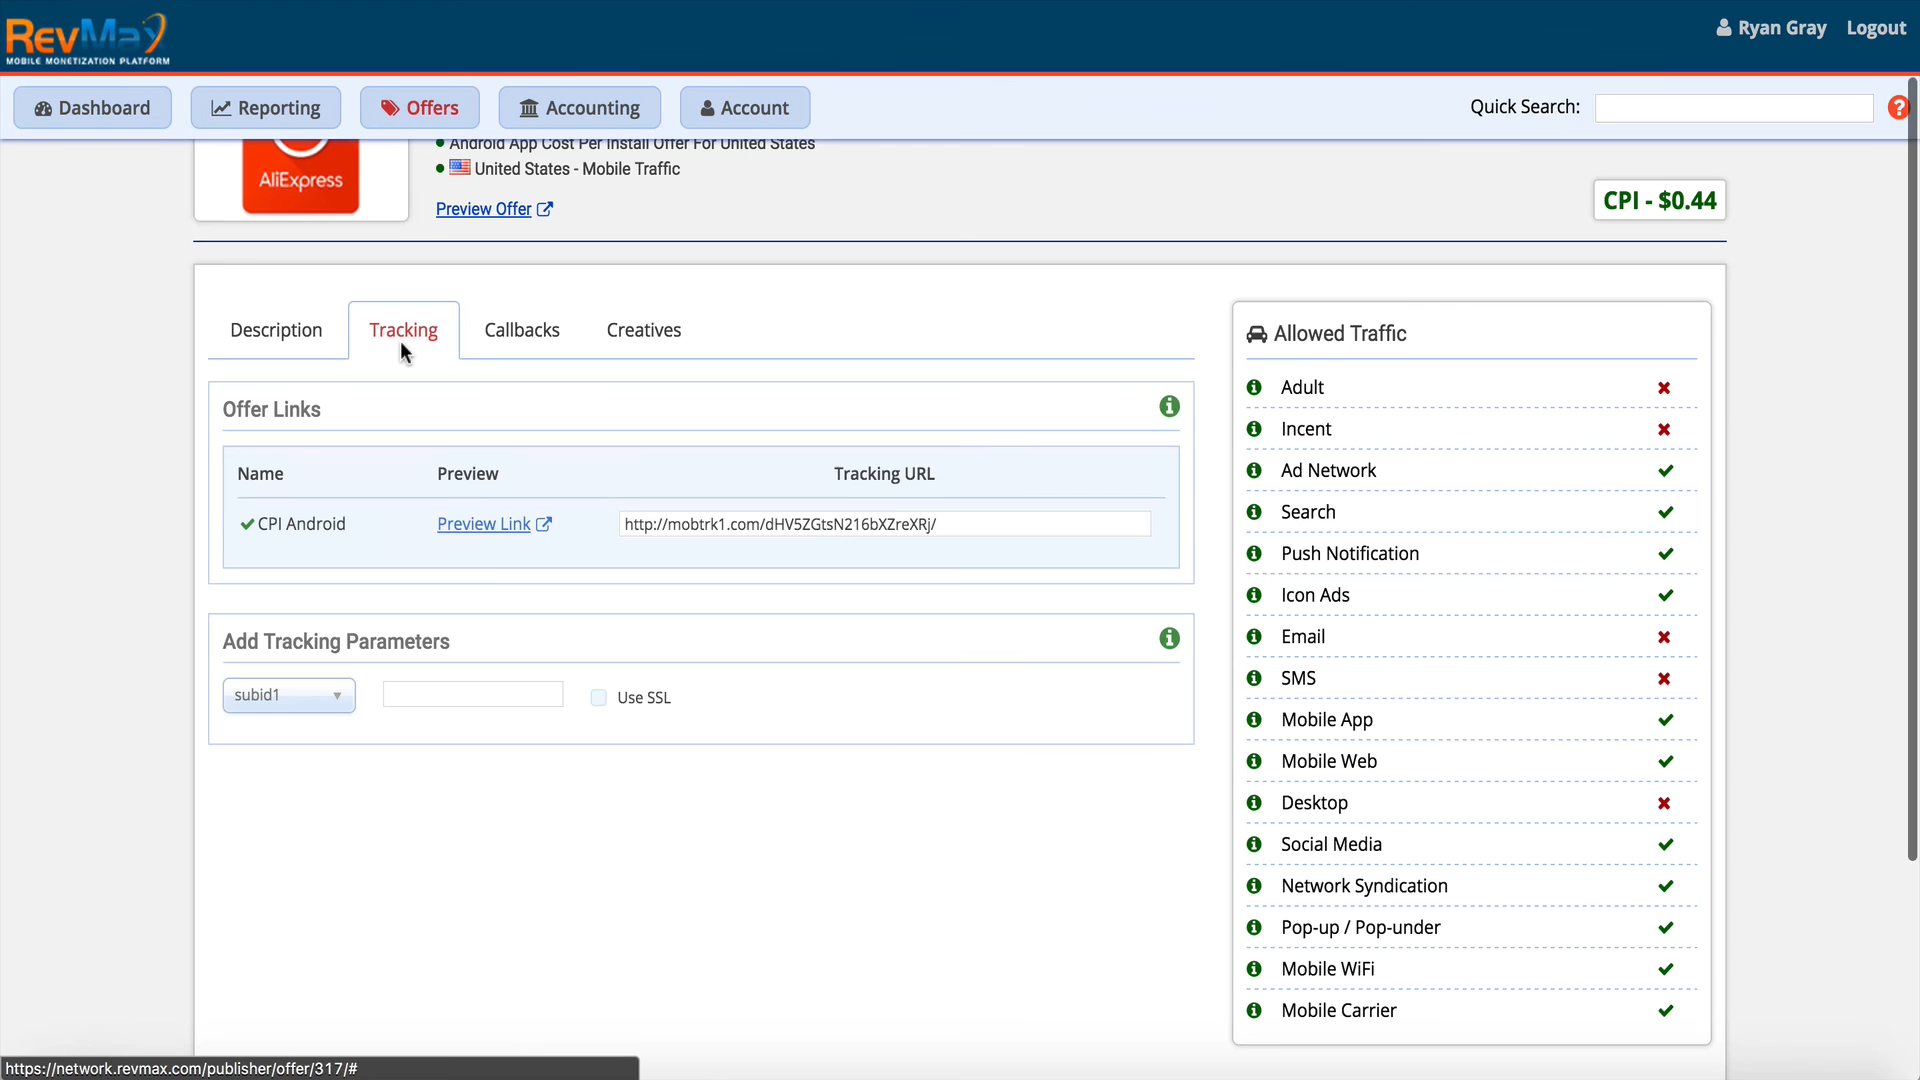 RevMax
MOBILE MONETIZATION PLATFORM
Ryan Gray Logout
Dashboard Reporting Offers Accounting Account Quick Search: ?
Android App Cost Per Install Offer For United States
United States - Mobile Traffic
AliExpress
Preview Offer
CPI - $0.44
Description Tracking Callbacks Creatives
Offer Links
Name Preview Tracking URL
CPI Android Preview Link http://mobtrk1.com/dHV5ZGtsN216bXZreXRj/
Add Tracking Parameters
subid1 Use SSL
Allowed Traffic
Adult
Incent
Ad Network
Search
Push Notification
Icon Ads
Email
SMS
Mobile App
Mobile Web
Desktop
Social Media
Network Syndication
Pop-up / Pop-under
Mobile WiFi
Mobile Carrier
https://network.revmax.com/publisher/offer/317/#